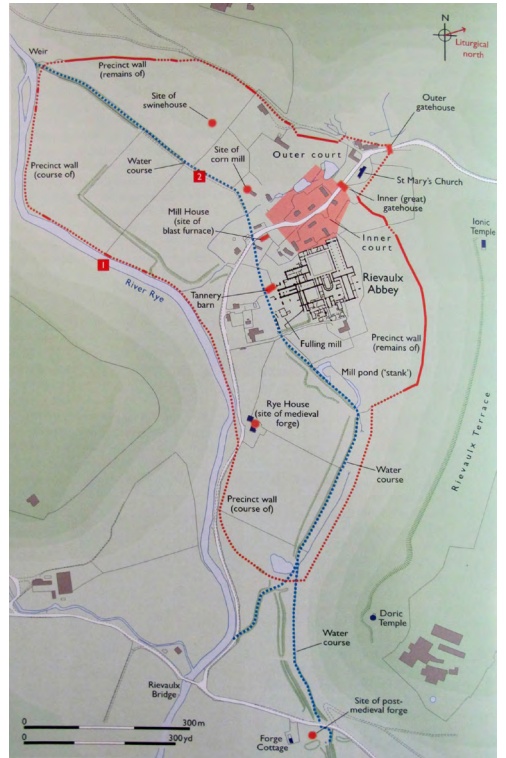 N
Liturgical
north
Weir
Precinct wall
(remains of)
Site of
swinehouse
Outer
gatehouse
Site of
corn mill
Outer court
Precinct wall
(course of)
Water
course
2
St Mary's Church
Inner (great)
gatehouse
Mill House
(site of
blast furnace)
Ionic
Temple
Inner
court
1
River Rye
Rievaulx
Abbey
Tannery
barn
Fulling mill
Precinct wall
(remains of)
Mill pond ('stank')
Rye House
(site of medieval
forge)
Rievaulx Terrace
Water
course
Precinct wall
(course of)
Doric
Temple
Water
course
Rievaulx
Bridge
Site of post-
medieval forge
0
300m
0
300yd
Forge
Cottage